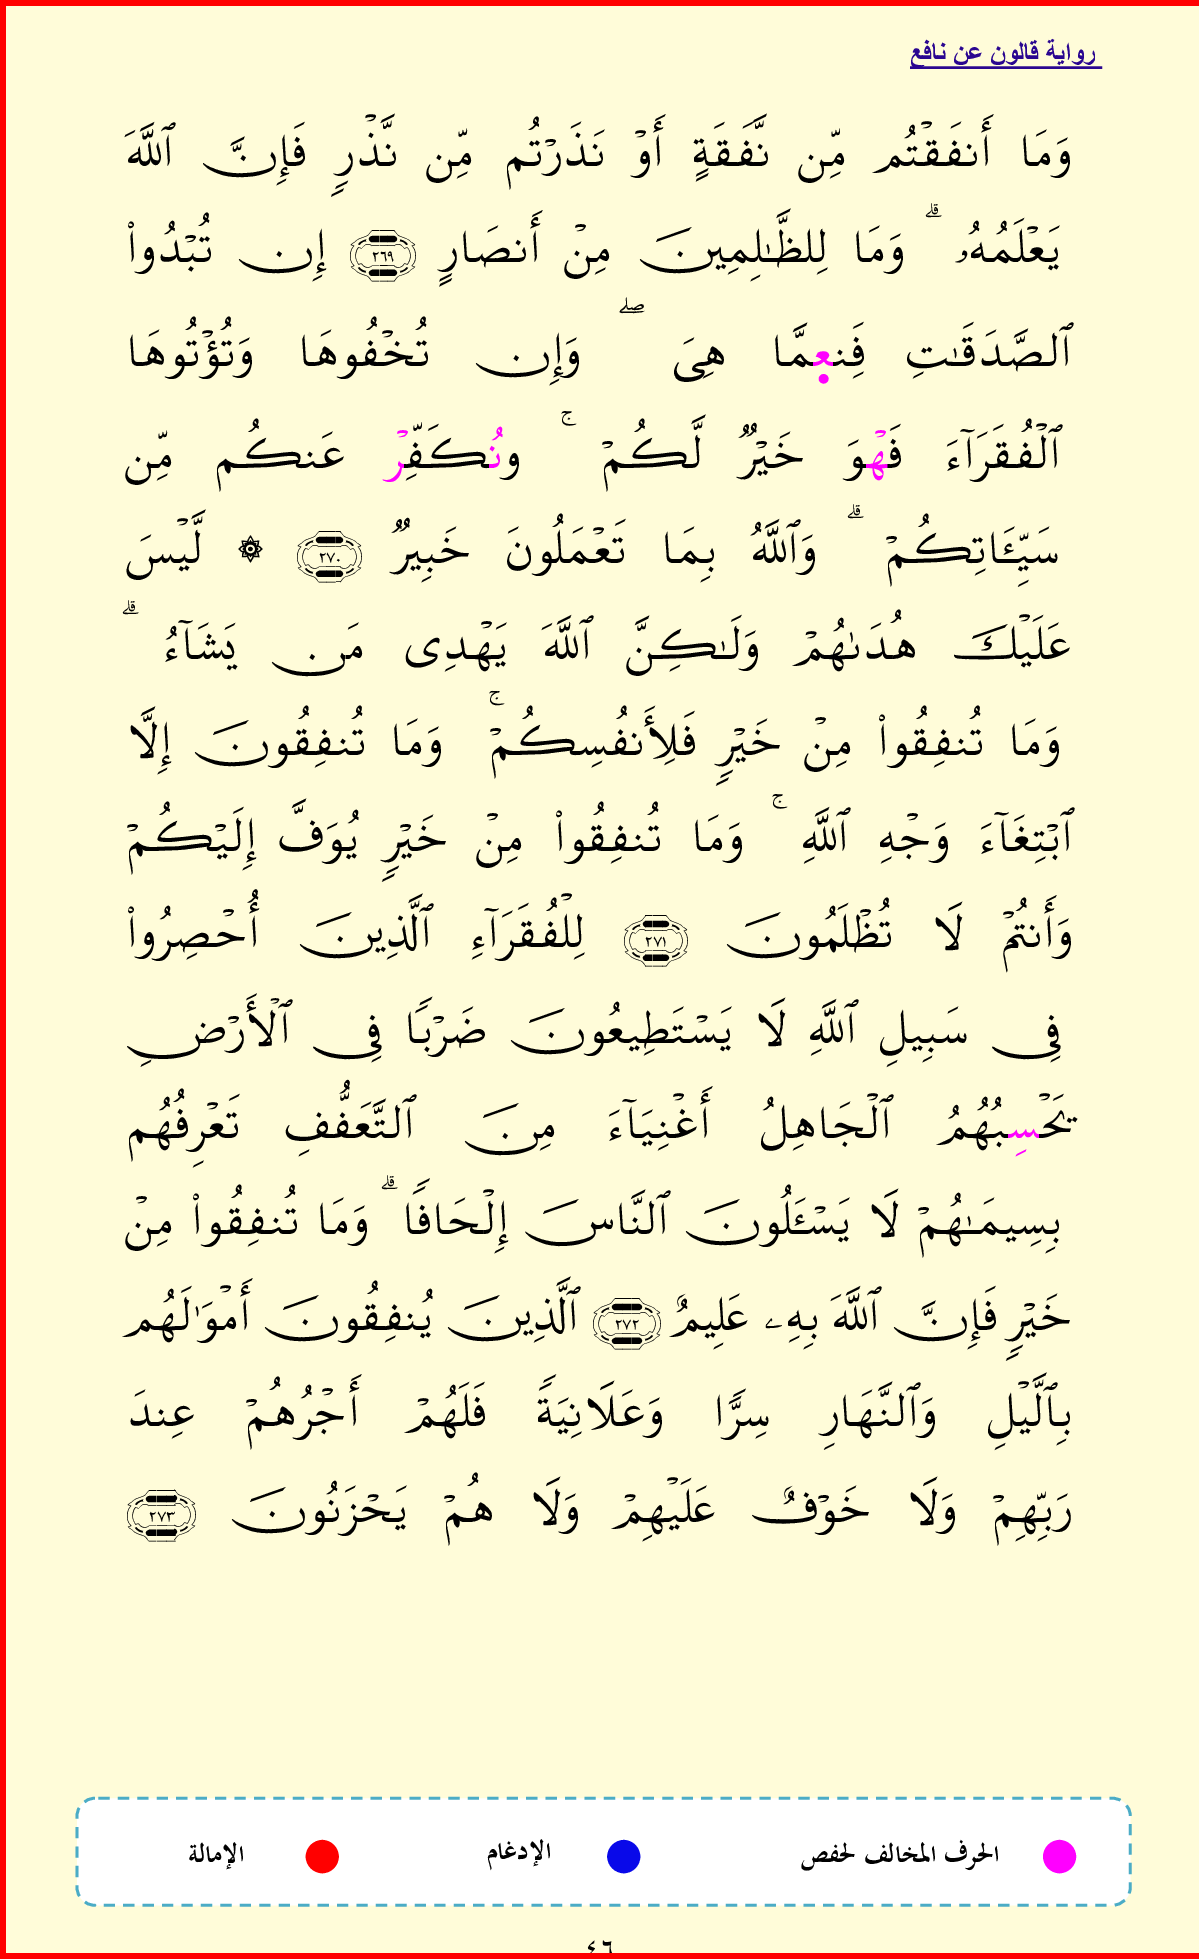 رواية قالون عن نافع
وَمَا أَنفَقْتُم مِّن نَّفَقَةٍ أَوْ نَذَرْتُم مِّن نَّذْرٍ فَإِنَّ ٱللَّهَ
يَعْلَمُهُۥ ۗ وَمَا لِلظَّٰلِمِينَ مِنْ أَنصَارٍ ٢٦٩ إِن تُبْدُوا۟
ٱلصَّدَقَٰتِ فَنِعِمَّا هِىَ ۖ وَإِن تُخْفُوهَا وَتُؤْتُوهَا
ٱلْفُقَرَآءَ فَهْوَ خَيْرٌ لَّكُمْ ۚ ونُكَفِّرْ عَنكُم مِّن
سَيِّـَٔاتِكُمْ ۗ وَٱللَّهُ بِمَا تَعْمَلُونَ خَبِيرٌ ٢٧٠ ۞ لَّيْسَ
عَلَيْكَ هُدَىٰهُمْ وَلَٰكِنَّ ٱللَّهَ يَهْدِى مَن يَشَآءُ ۗ
وَمَا تُنفِقُوا۟ مِنْ خَيْرٍ فَلِأَنفُسِكُمْ ۚ وَمَا تُنفِقُونَ إِلَّا
ٱبْتِغَآءَ وَجْهِ ٱللَّهِ ۚ وَمَا تُنفِقُوا۟ مِنْ خَيْرٍ يُوَفَّ إِلَيْكُمْ
وَأَنتُمْ لَا تُظْلَمُونَ ٢٧١ لِلْفُقَرَآءِ ٱلَّذِينَ أُحْصِرُوا۟
فِى سَبِيلِ ٱللَّهِ لَا يَسْتَطِيعُونَ ضَرْبًا فِى ٱلْأَرْضِ
يَحْسِبُهُمُ ٱلْجَاهِلُ أَغْنِيَآءَ مِنَ ٱلتَّعَفُّفِ تَعْرِفُهُم
بِسِيمَٰهُمْ لَا يَسْـَٔلُونَ ٱلنَّاسَ إِلْحَافًا ۗ وَمَا تُنفِقُوا۟ مِنْ
خَيْرٍ فَإِنَّ ٱللَّهَ بِهِۦ عَلِيمٌ ٢٧٢ ٱلَّذِينَ يُنفِقُونَ أَمْوَٰلَهُم
بِٱلَّيْلِ وَٱلنَّهَارِ سِرًّا وَعَلَانِيَةً فَلَهُمْ أَجْرُهُمْ عِندَ
رَبِّهِمْ وَلَا خَوْفٌ عَلَيْهِمْ وَلَا هُمْ يَحْزَنُونَ ٢٧٣
الحرف المخالف لحفص الإدغام الإمالة
٤٦